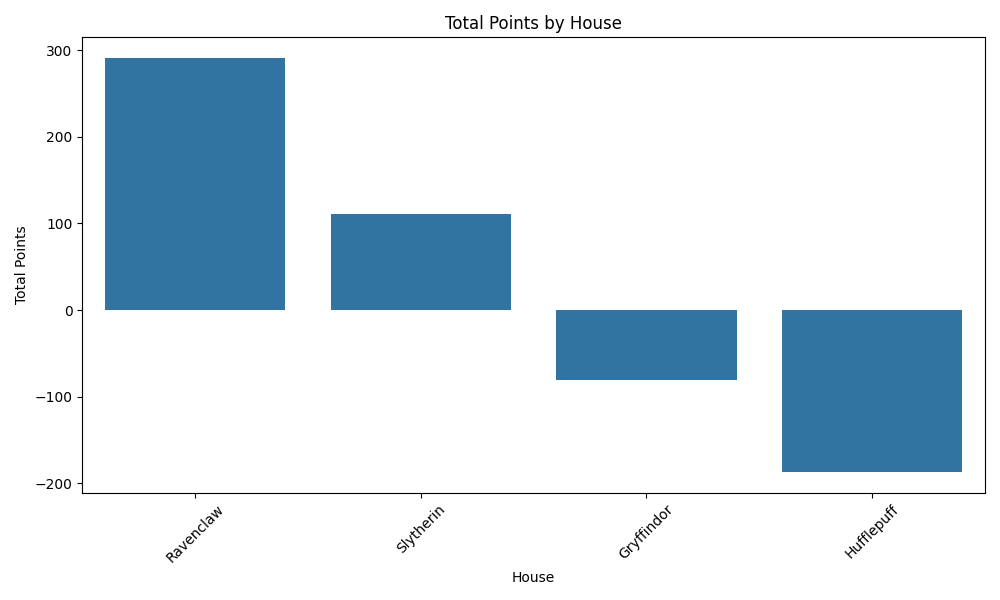 Total Points by House
300
200
100
0
−100
−200
Total Points
Ravenclaw
Slytherin
Gryffindor
Hufflepuff
House